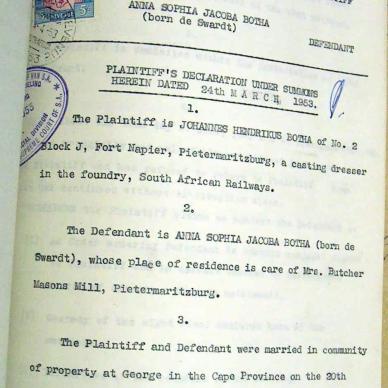 ANNA SOPHIA JACOBA BOTHA
(born de Swardt)
DEFENDANT
PLAINTIFF'S DECLARATION UNDER SUMMONS
HEREIN DATED 24th MARCH 1953.
1.
The Plaintiff is JOHANNES HENDRIKUS BOTHA of No. 2
Block J, Fort Napier, Pietermaritzburg, a casting dresser
in the foundry, South African Railways.
2.
The Defendant is ANNA SOPHIA JACOBA BOTHA (born de
Swardt), whose place of residence is care of Mrs. Butcher
Masons Mill, Pietermaritzburg.
3.
The Plaintiff and Defendant were married in community
of property at George in the Cape Province on the 20th